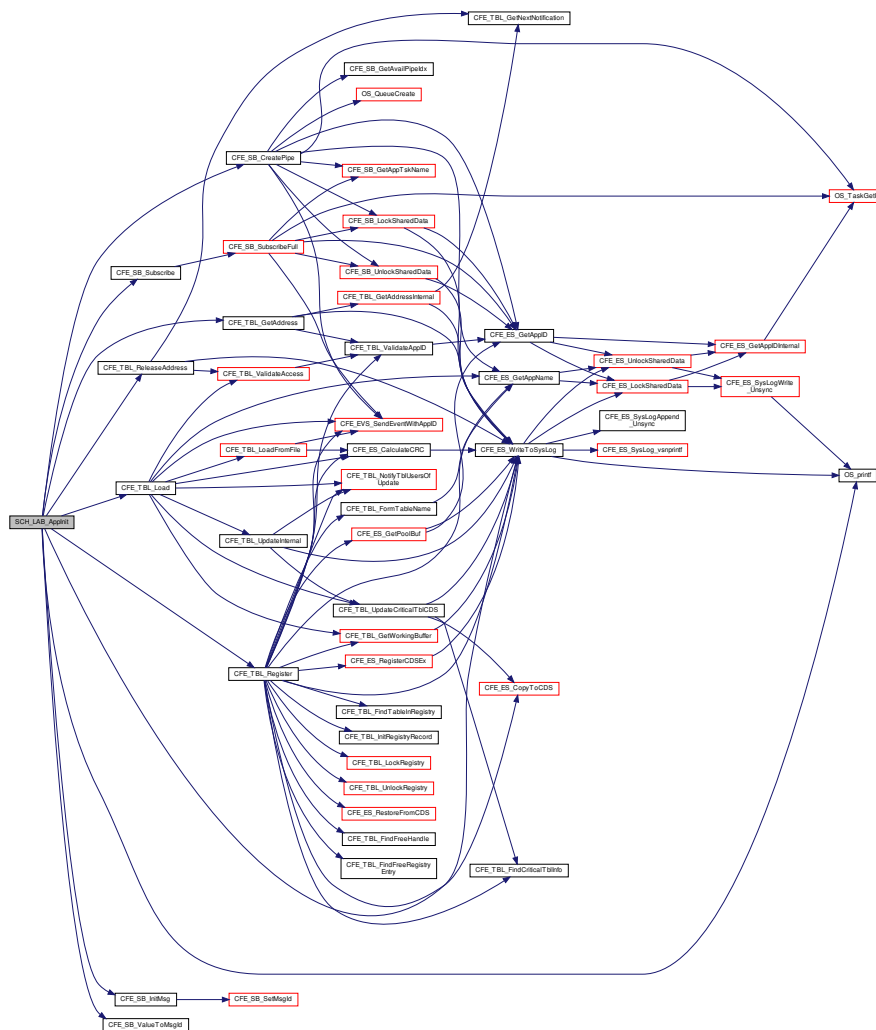 CFE_TBL_GetNextNotification
CFE_SB_GetAvailPipeIdx
OS_QueueCreate
CFE_SB_CreatePipe
CFE_SB_GetAppTskName
OS_TaskGetI
CFE_SB_LockSharedData
CFE_SB_SubscribeFull
CFE_SB_Subscribe
CFE_SB_UnlockSharedData
CFE_TBL_GetAddressInternal
CFE_TBL_GetAddress
CFE_ES_GetAppID
CFE_TBL_ValidateAppID
CFE_ES_GetAppIDInternal
CFE_TBL_ReleaseAddress
CFE_TBL_ValidateAccess
CFE_ES_UnlockSharedData
CFE_ES_GetAppName
CFE_ES_LockSharedData
CFE_ES_SysLogWrite
_Unsync
CFE_EVS_SendEventWithAppID
CFE_ES_SysLogAppend
_Unsync
CFE_TBL_LoadFromFile
CFE_ES_CalculateCRC
CFE_ES_WriteToSysLog
CFE_ES_SysLog_vsnprintf
CFE_TBL_NotifyTblUsersOf
Update
OS_printf
CFE_TBL_Load
CFE_TBL_FormTableName
SCH_LAB_AppInit
CFE_ES_GetPoolBuf
CFE_TBL_UpdateInternal
CFE_TBL_UpdateCriticalTblCDS
CFE_TBL_GetWorkingBuffer
CFE_ES_RegisterCDSEx
CFE_TBL_Register
CFE_ES_CopyToCDS
CFE_TBL_FindTableInRegistry
CFE_TBL_InitRegistryRecord
CFE_TBL_LockRegistry
CFE_TBL_UnlockRegistry
CFE_ES_RestoreFromCDS
CFE_TBL_FindFreeHandle
CFE_TBL_FindFreeRegistry
Entry
CFE_TBL_FindCriticalTblInfo
CFE_SB_InitMsg
CFE_SB_SetMsgId
CFE_SB_ValueToMsgId